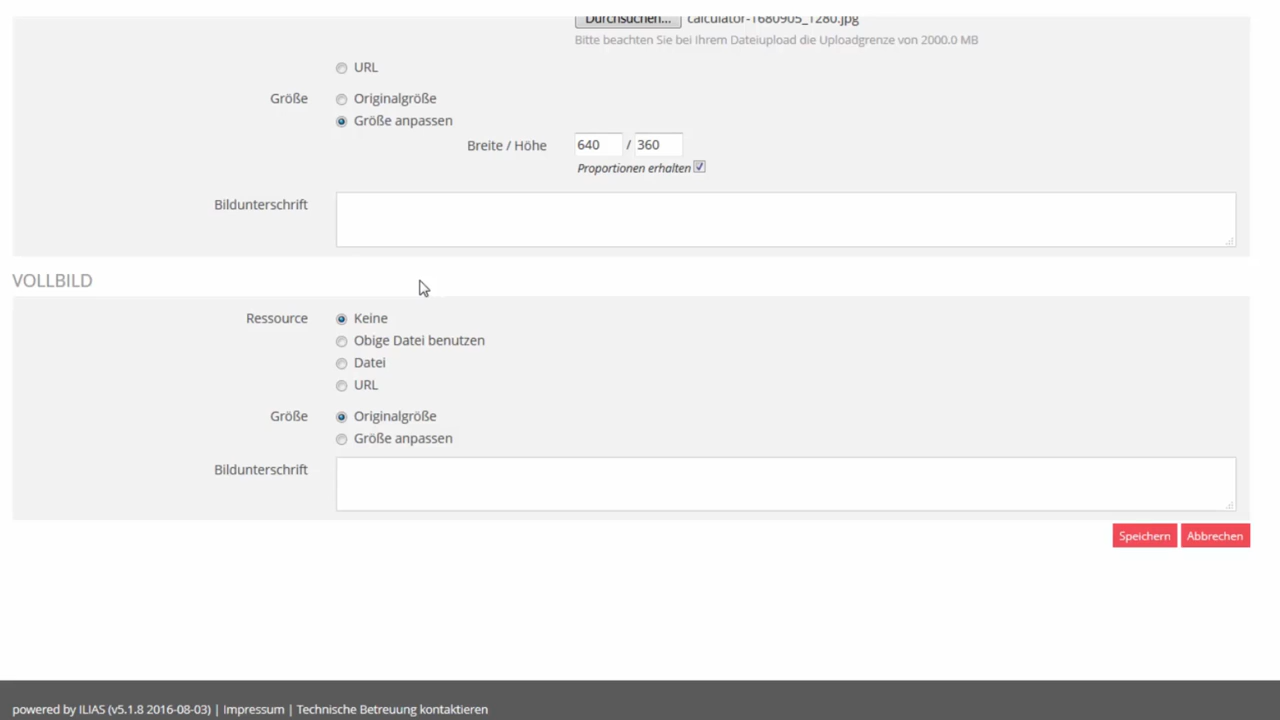 Durchsuchen... calculator-1680905_1280.jpg
Bitte beachten Sie bei Ihrem Dateiupload die Uploadgrenze von 2000.0 MB
URL
Größe Originalgröße
Größe anpassen
Breite / Höhe 640 / 360
Proportionen erhalten
Bildunterschrift
VOLLBILD
Ressource Keine
Obige Datei benutzen
Datei
URL
Größe Originalgröße
Größe anpassen
Bildunterschrift
Speichern Abbrechen
powered by ILIAS (v5.1.8 2016-08-03) | Impressum | Technische Betreuung kontaktieren